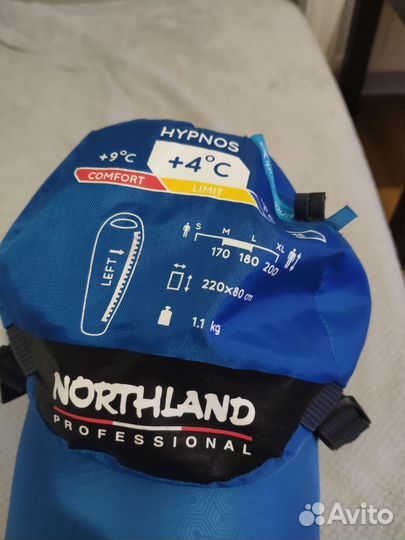 HYPNOS
+9°C +4°C
COMFORT LIMIT
S M L XL
170 180 200
LEFT
220×80 cm
1.1 kg
NORTHLAND
PROFESSIONAL
Avito